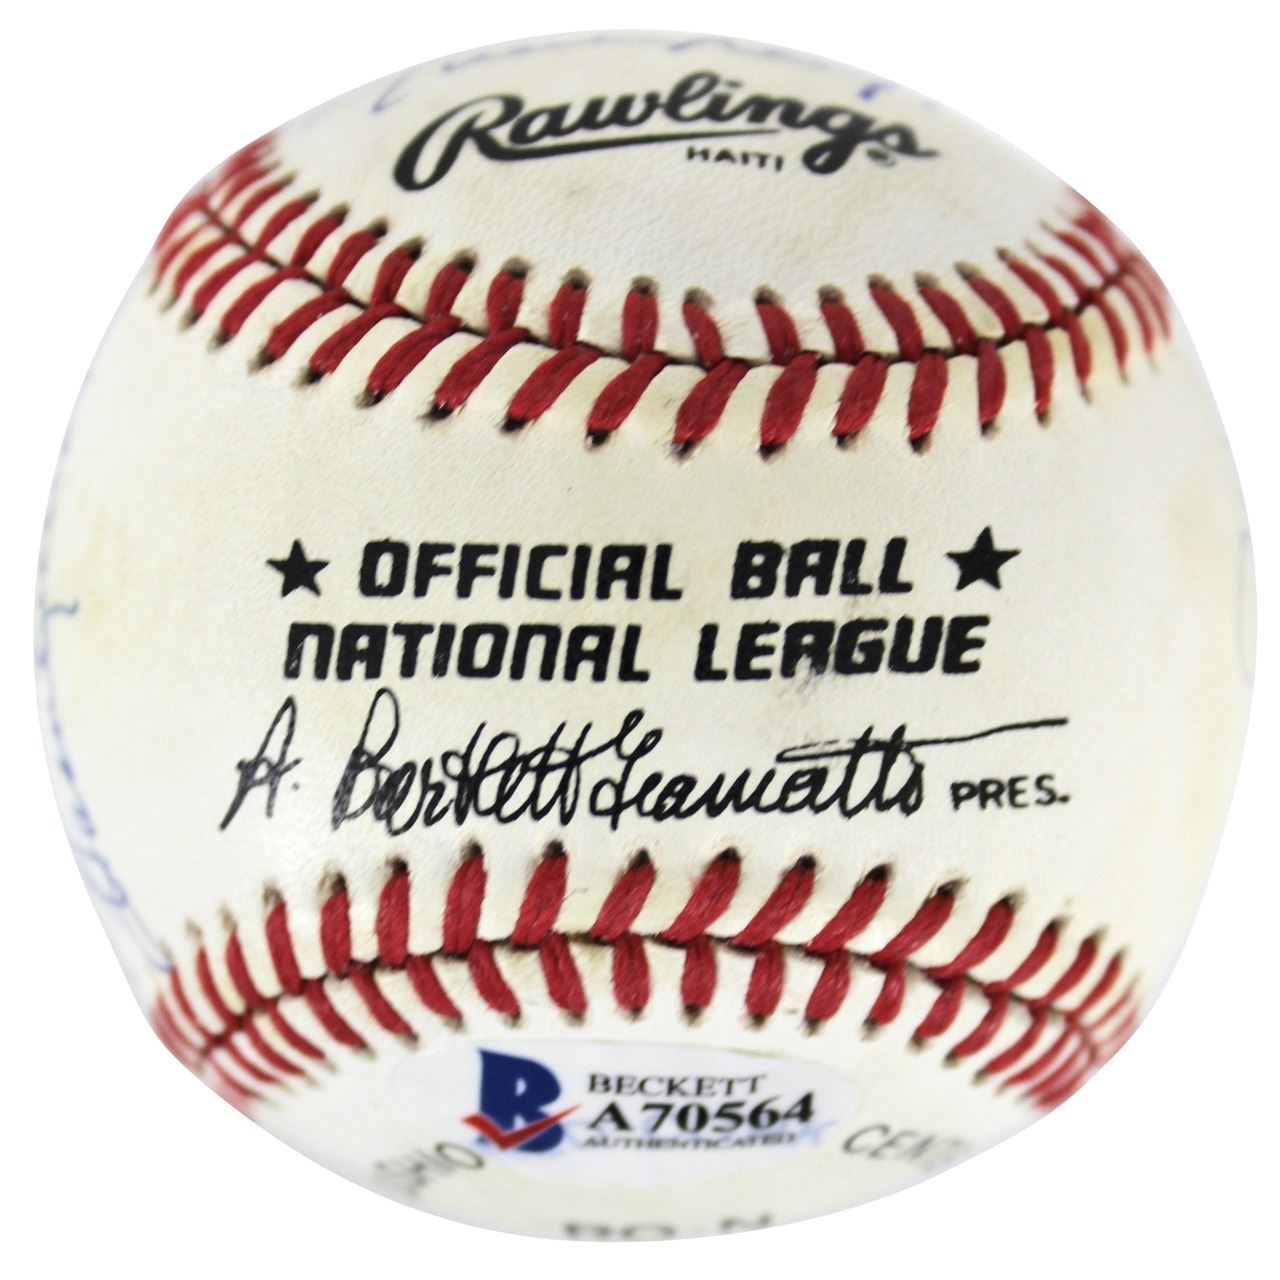 Rawlings ®
HAITI
★ OFFICIAL BALL ★
NATIONAL LEAGUE
A. Bartlett Giamatti PRES.
BECKETT
A70564
AUTHENTICATED